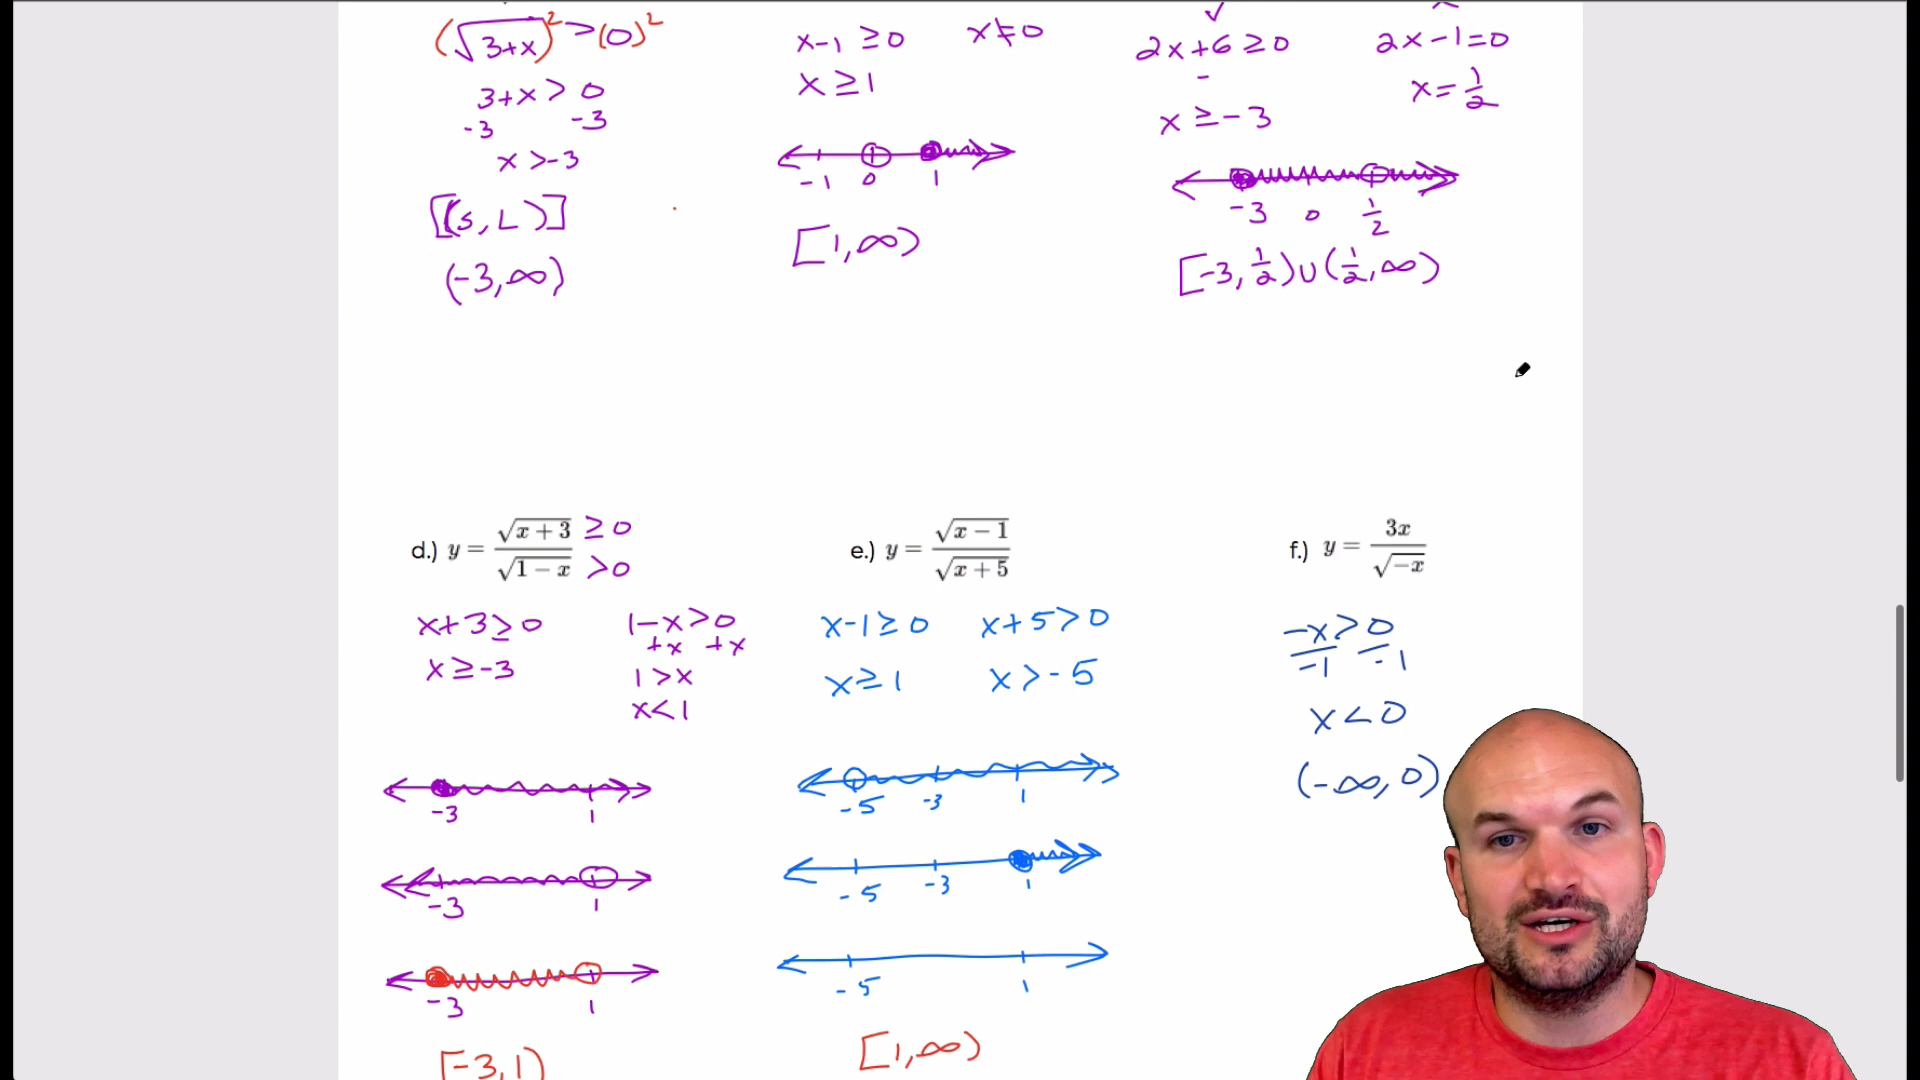 (√3+x)² > (0)²
3+x > 0
-3 -3
x > -3
[(S, L)]
(-3, ∞)
x-1 ≥ 0 x ≠ 0
x ≥ 1
-1 0 1
[1, ∞)
2x+6 ≥ 0 2x-1=0
x ≥ -3 x = 1/2
-3 0 1/2
[-3, 1/2) ∪ (1/2, ∞)
d.) y = √x + 3 / √1 − x ≥ 0 > 0
x+3 ≥ 0 1-x > 0
+x +x
x ≥ -3 1 > x
x < 1
-3 1
-3 1
-3 1
[-3, 1)
e.) y = √x − 1 / √x + 5
x-1 ≥ 0 x+5 > 0
x ≥ 1 x > -5
-5 -3 1
-5 -3 1
-5 1
[1, ∞)
f.) y = 3x / √−x
-x > 0
-1 -1
x < 0
(-∞, 0)